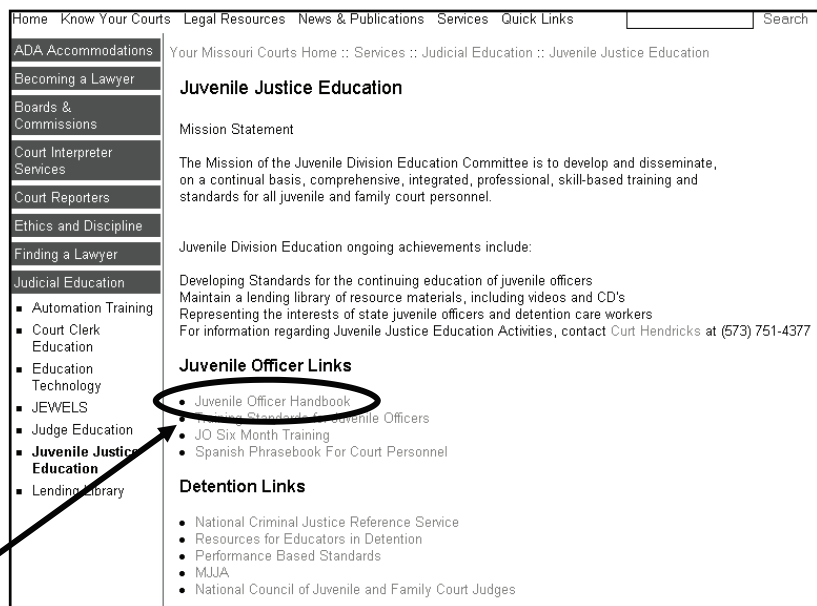 Home Know Your Courts Legal Resources News & Publications Services Quick Links Search
ADA Accommodations
Becoming a Lawyer
Boards &
Commissions
Court Interpreter
Services
Court Reporters
Ethics and Discipline
Finding a Lawyer
Judicial Education
Automation Training
Court Clerk
Education
Education
Technology
JEWELS
Judge Education
Juvenile Justice
Education
Lending Library
Your Missouri Courts Home :: Services :: Judicial Education :: Juvenile Justice Education
Juvenile Justice Education
Mission Statement
The Mission of the Juvenile Division Education Committee is to develop and disseminate,
on a continual basis, comprehensive, integrated, professional, skill-based training and
standards for all juvenile and family court personnel.
Juvenile Division Education ongoing achievements include:
Developing Standards for the continuing education of juvenile officers
Maintain a lending library of resource materials, including videos and CD's
Representing the interests of state juvenile officers and detention care workers
For information regarding Juvenile Justice Education Activities, contact Curt Hendricks at (573) 751-4377
Juvenile Officer Links
Juvenile Officer Handbook
Training Standards for Juvenile Officers
JO Six Month Training
Spanish Phrasebook For Court Personnel
Detention Links
National Criminal Justice Reference Service
Resources for Educators in Detention
Performance Based Standards
MJJA
National Council of Juvenile and Family Court Judges